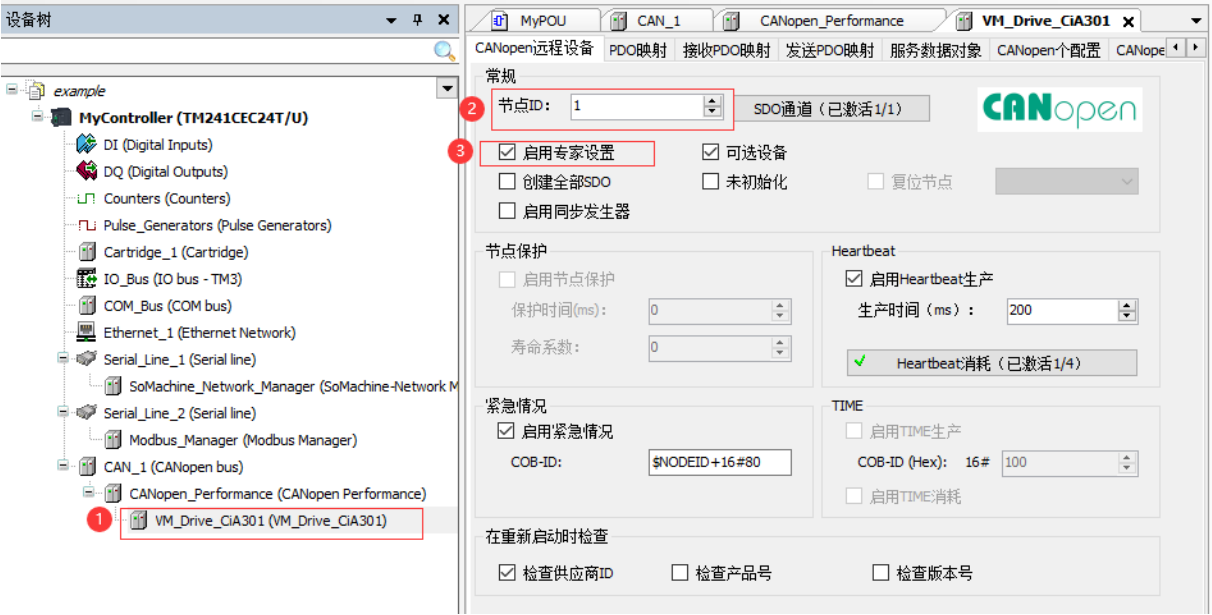 设备树
example
MyController (TM241CEC24T/U)
DI (Digital Inputs)
DQ (Digital Outputs)
Counters (Counters)
Pulse_Generators (Pulse Generators)
Cartridge_1 (Cartridge)
IO_Bus (IO bus - TM3)
COM_Bus (COM bus)
Ethernet_1 (Ethernet Network)
Serial_Line_1 (Serial line)
SoMachine_Network_Manager (SoMachine-Network M
Serial_Line_2 (Serial line)
Modbus_Manager (Modbus Manager)
CAN_1 (CANopen bus)
CANopen_Performance (CANopen Performance)
1 VM_Drive_CiA301 (VM_Drive_CiA301)
MyPOU CAN_1 CANopen_Performance VM_Drive_CiA301
CANopen远程设备 PDO映射 接收PDO映射 发送PDO映射 服务数据对象 CANopen个配置 CANope
常规
2 节点ID： 1 SDO通道（已激活1/1） CANopen
3 启用专家设置 可选设备
创建全部SDO 未初始化 复位节点
启用同步发生器
节点保护
启用节点保护
保护时间(ms)： 0
寿命系数： 0
Heartbeat
启用Heartbeat生产
生产时间（ms）： 200
Heartbeat消耗（已激活1/4）
紧急情况
启用紧急情况
COB-ID: $NODEID+16#80
TIME
启用TIME生产
COB-ID (Hex): 16# 100
启用TIME消耗
在重新启动时检查
检查供应商ID 检查产品号 检查版本号